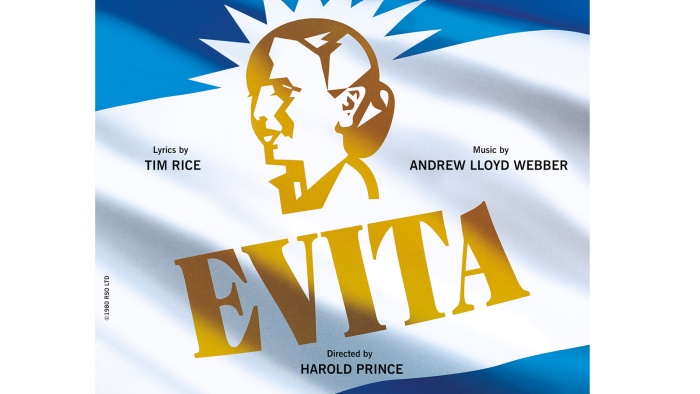 Lyrics by
TIM RICE
Music by
ANDREW LLOYD WEBBER
EVITA
©1980 RSO LTD
Directed by
HAROLD PRINCE